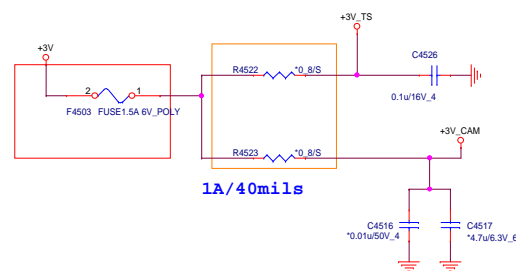 +3V_TS
+3V
C4526
R4522
*0_8/S
2
1
F4503 FUSE1.5A 6V_POLY
0.1u/16V_4
+3V_CAM
R4523
*0_8/S
1A/40mils
C4516
*0.01u/50V_4
C4517
*4.7u/6.3V_6